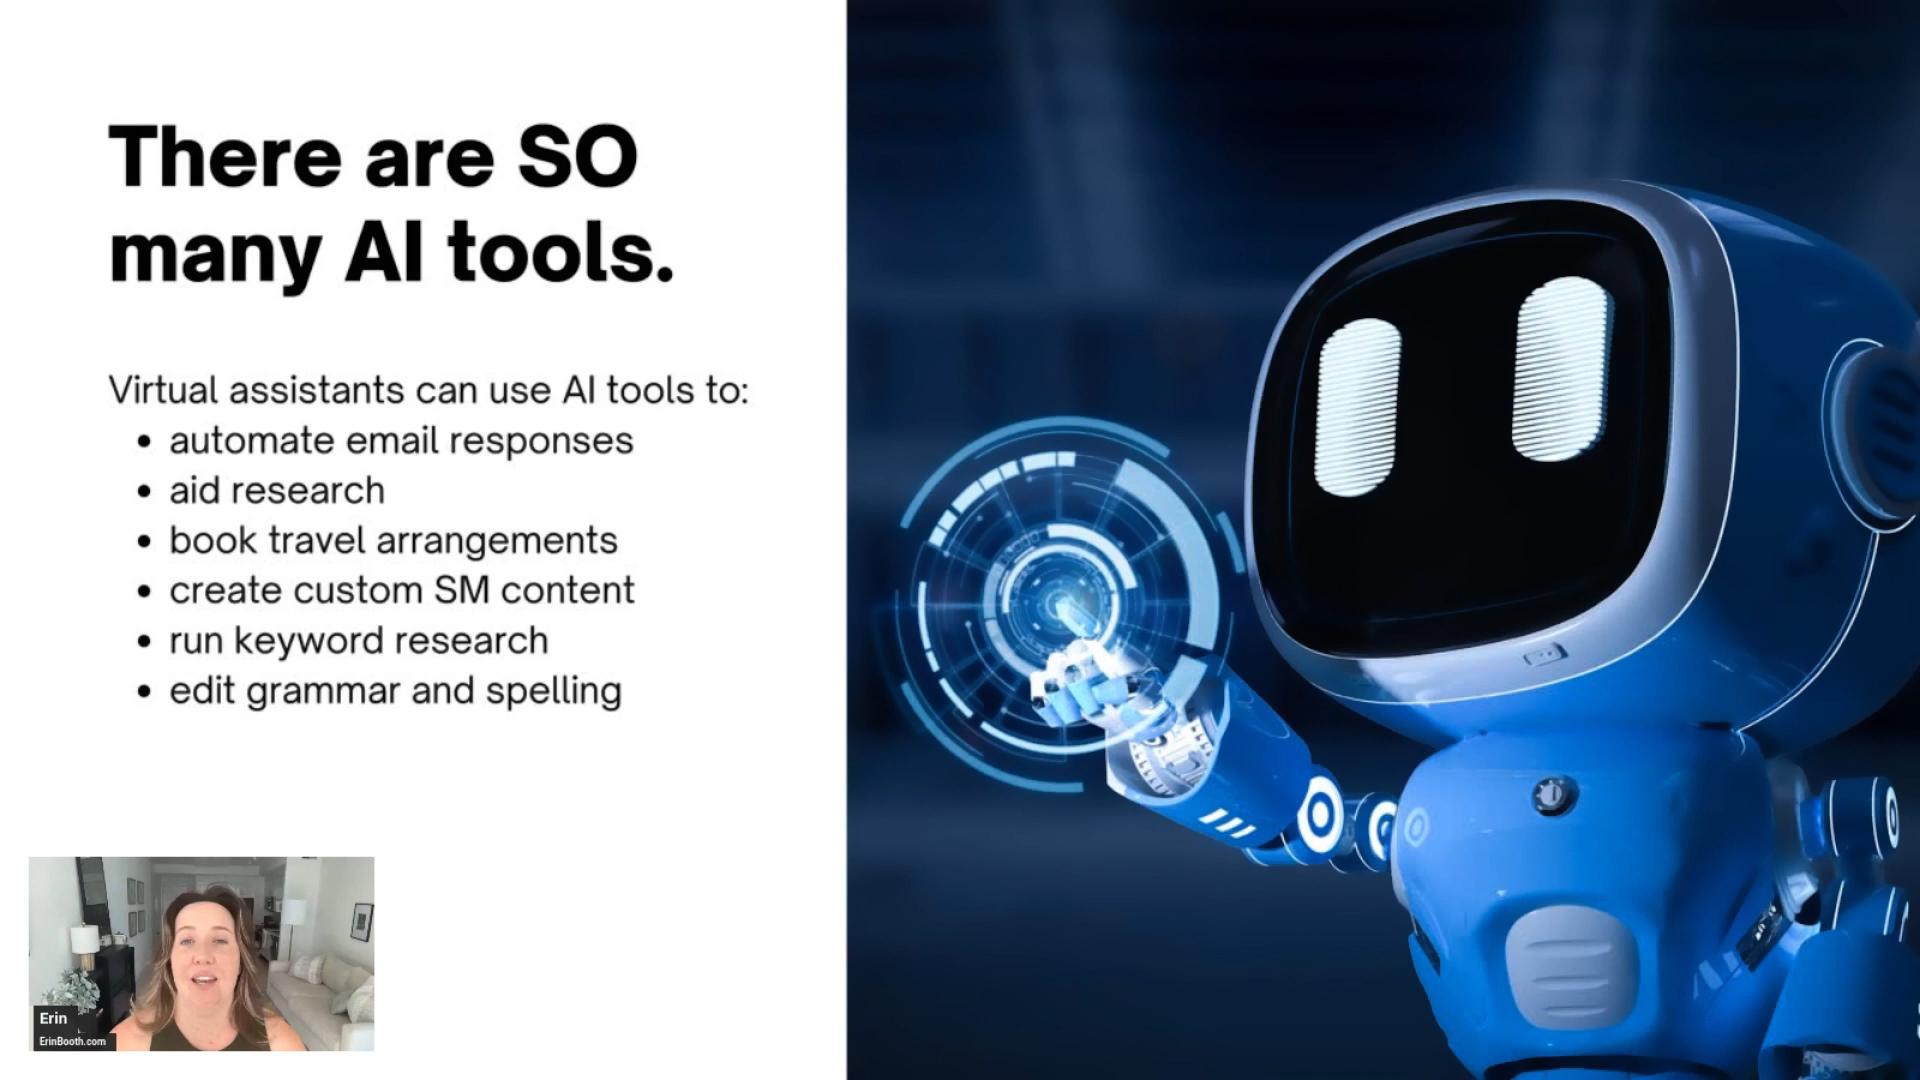 There are SO
many AI tools.
Virtual assistants can use AI tools to:
• automate email responses
• aid research
• book travel arrangements
• create custom SM content
• run keyword research
• edit grammar and spelling
Erin
ErinBooth.com